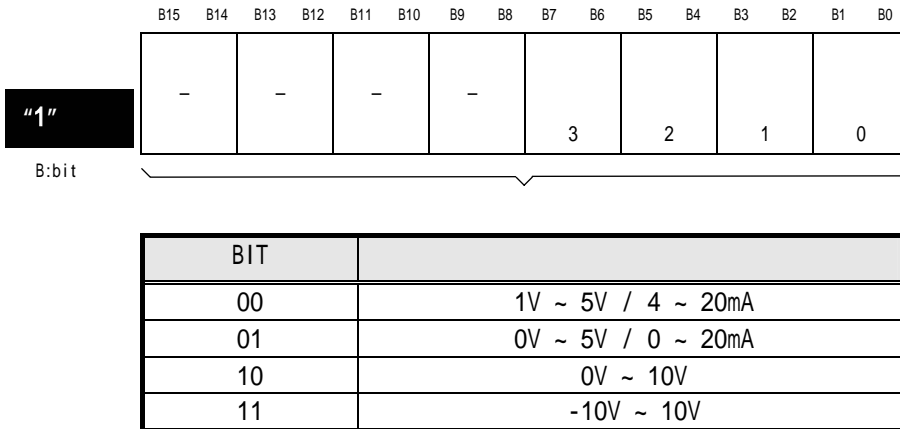 B15 B14 B13 B12 B11 B10 B9 B8 B7 B6 B5 B4 B3 B2 B1 B0
"1"
– – – –
3 2 1 0
B:bit
BIT
00 1V ~ 5V / 4 ~ 20mA
01 0V ~ 5V / 0 ~ 20mA
10 0V ~ 10V
11 -10V ~ 10V